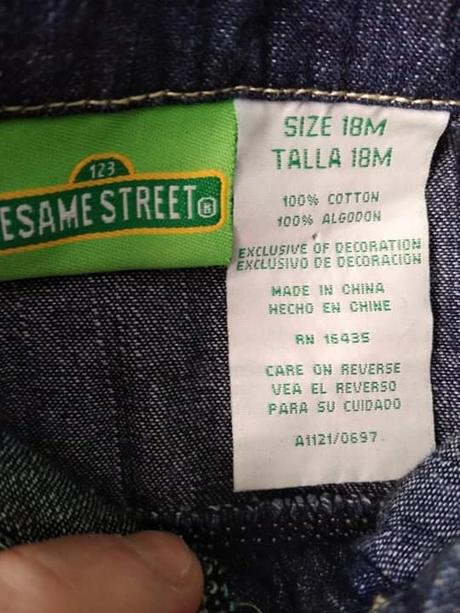 123
ESAME STREET
SIZE 18M
TALLA 18M
100% COTTON
100% ALGODON
EXCLUSIVE OF DECORATION
EXCLUSIVO DE DECORACION
MADE IN CHINA
HECHO EN CHINE
RN 16435
CARE ON REVERSE
VEA EL REVERSO
PARA SU CUIDADO
A1121/0697